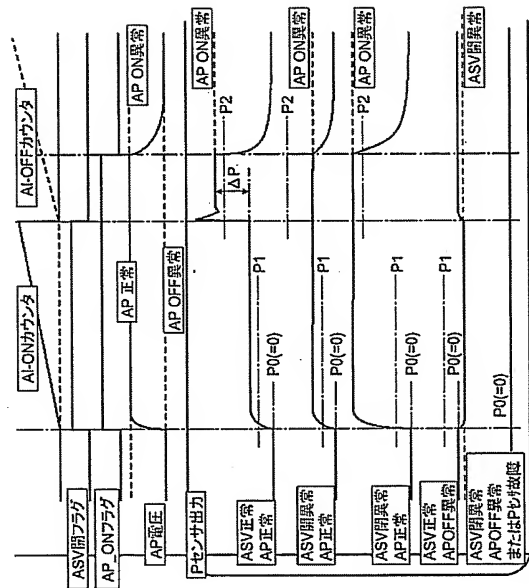 AI-ONカウンタ
AI-OFFカウンタ
ASV開フラグ
AP_ONフラグ
AP電圧
AP 正常
AP ON異常
AP OFF異常
Pセンサ出力
ASV正常
AP正常
P0(=0)
P1
ΔP
P2
AP ON異常
ASV閉異常
AP正常
P0(=0)
P1
P2
AP ON異常
ASV開異常
AP正常
P0(=0)
P1
P2
AP ON異常
ASV正常
APOFF異常
P0(=0)
P1
ASV開異常
ASV閉異常
APOFF異常
またはPセンサ故障
P0(=0)